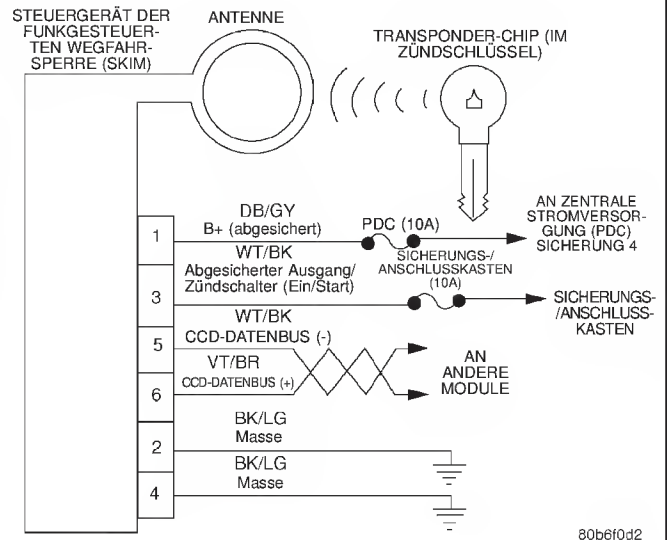 STEUERGERÄT DER
FUNKGESTEUER-
TEN WEGFAHR-
SPERRE (SKIM)
ANTENNE
TRANSPONDER-CHIP (IM
ZÜNDSCHLÜSSEL)
1
DB/GY
B+ (abgesichert)
PDC (10A)
AN ZENTRALE
STROMVERSOR-
GUNG (PDC)
SICHERUNG 4
3
WT/BK
Abgesicherter Ausgang/
Zündschalter (Ein/Start)
SICHERUNGS-/
ANSCHLUSSKASTEN
(10A)
SICHERUNGS-
/ANSCHLUSS-
KASTEN
5
WT/BK
CCD-DATENBUS (-)
6
VT/BR
CCD-DATENBUS (+)
AN
ANDERE
MODULE
2
BK/LG
Masse
4
BK/LG
Masse
80b6f0d2